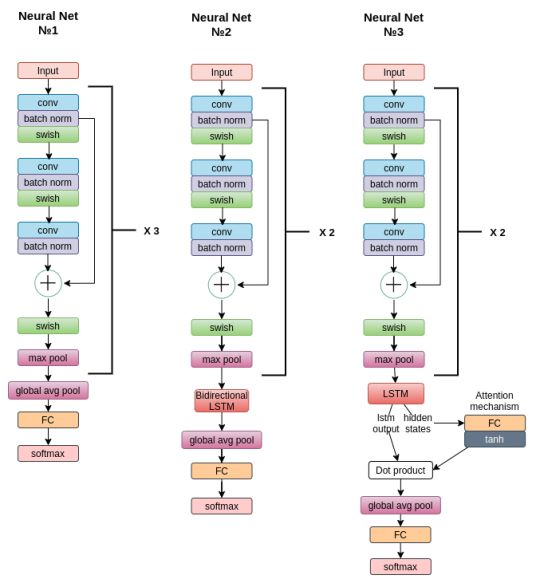 Neural Net
№1
Input
conv
batch norm
swish
conv
batch norm
swish
conv
batch norm
swish
max pool
X 3
global avg pool
FC
softmax
Neural Net
№2
Input
conv
batch norm
swish
conv
batch norm
swish
conv
batch norm
swish
max pool
X 2
Bidirectional
LSTM
global avg pool
FC
softmax
Neural Net
№3
Input
conv
batch norm
swish
conv
batch norm
swish
conv
batch norm
swish
max pool
X 2
LSTM
lstm
output
hidden
states
Attention
mechanism
FC
tanh
Dot product
global avg pool
FC
softmax